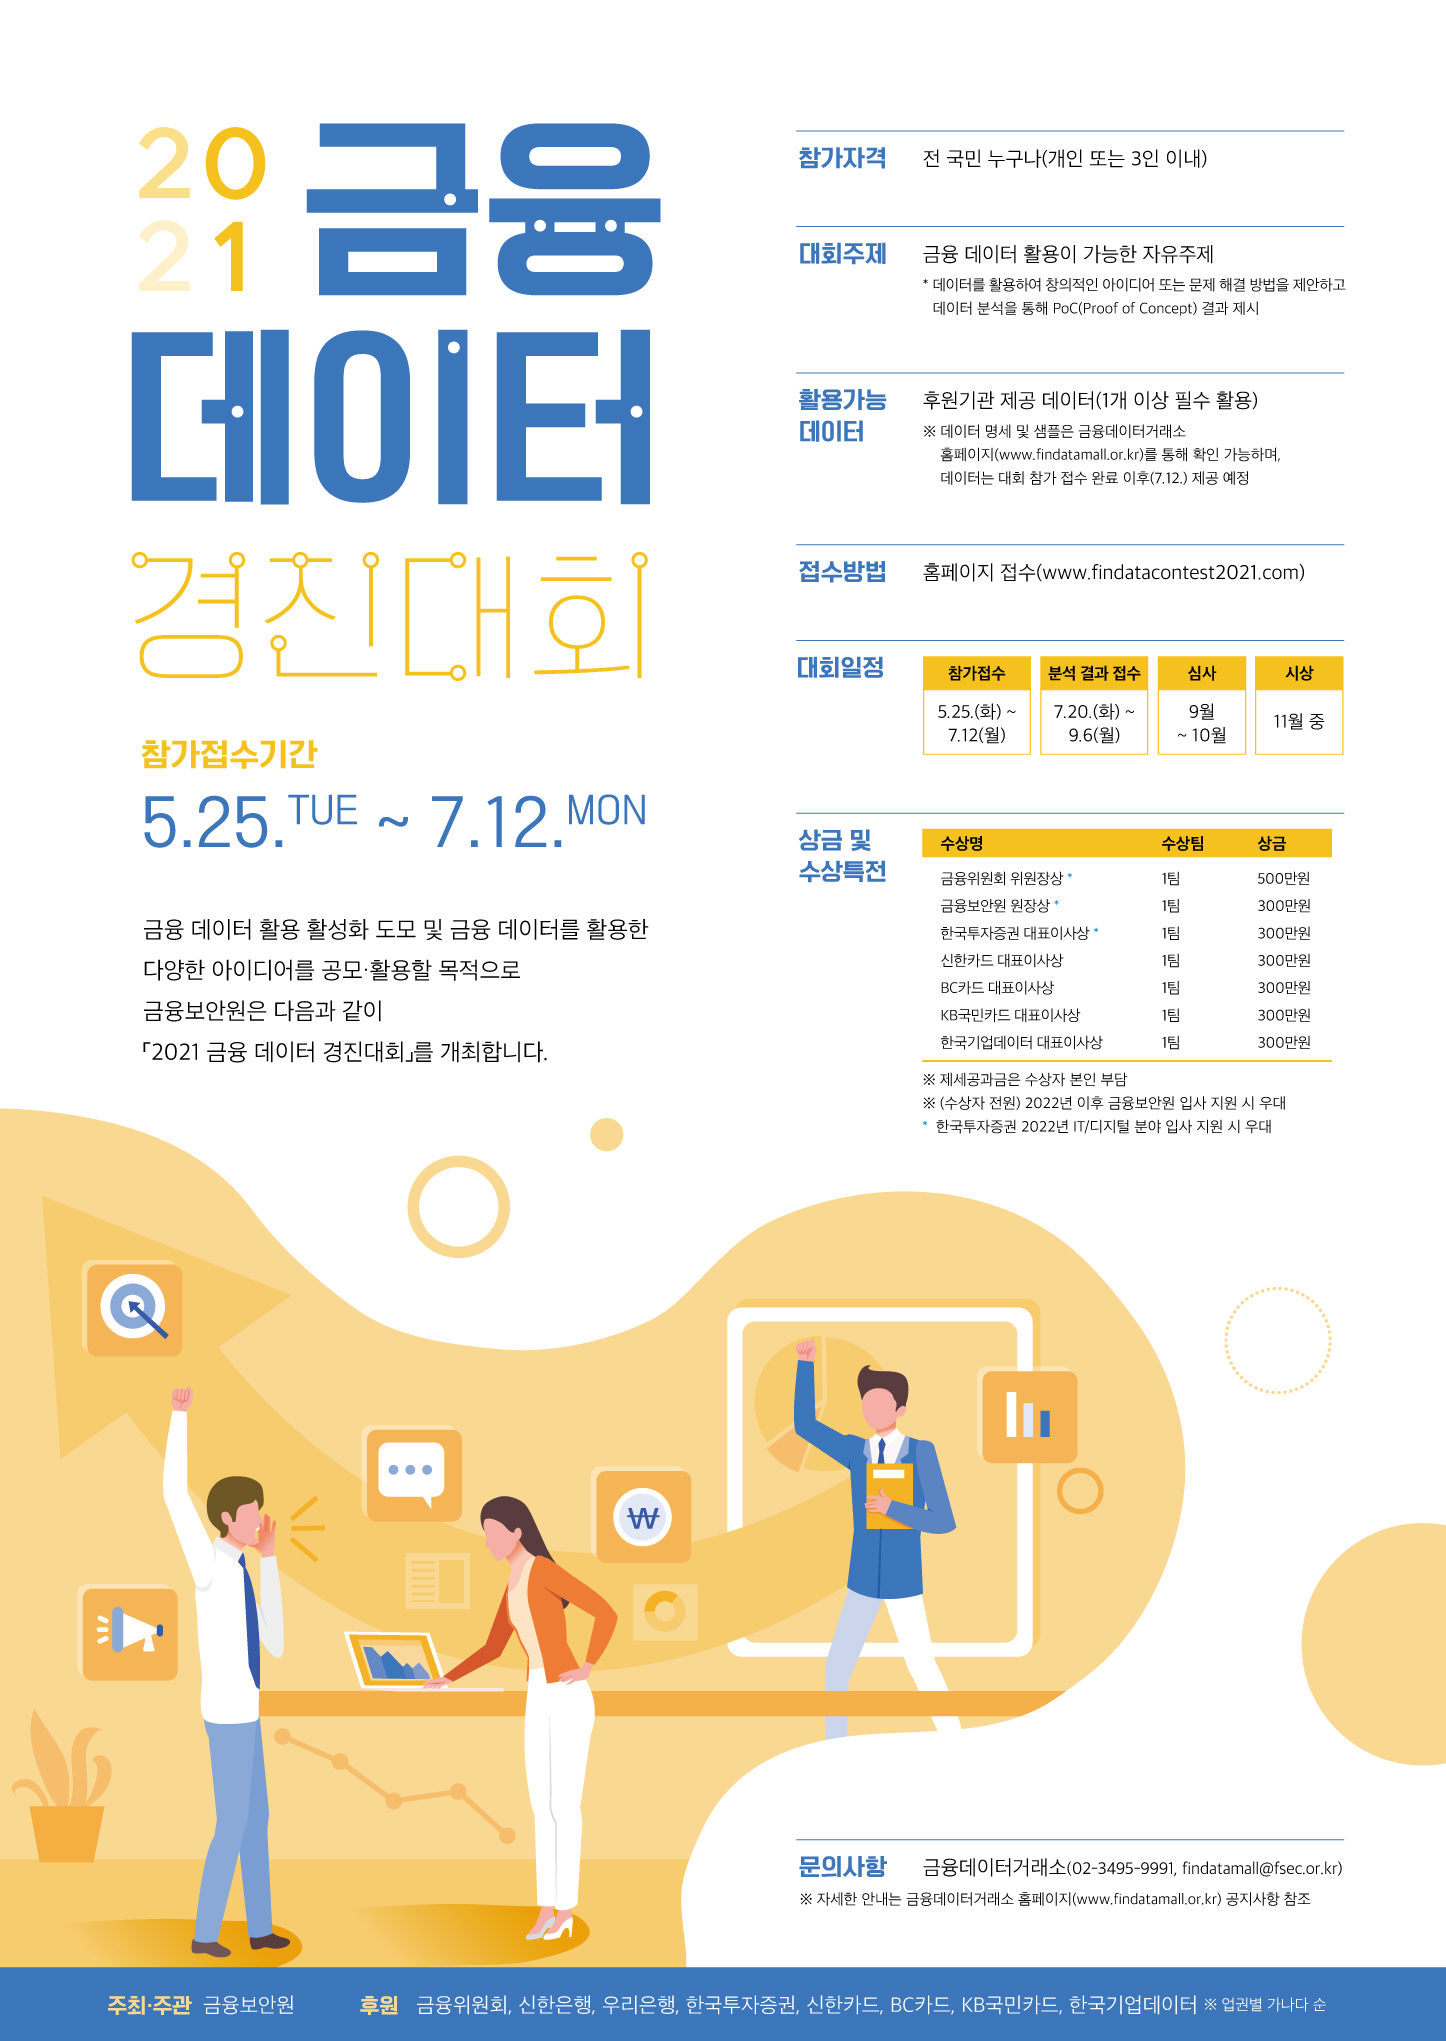 2021 금융
데이터
경진대회
참가접수기간
5.25.TUE ~ 7.12.MON
금융 데이터 활용 활성화 도모 및 금융 데이터를 활용한
다양한 아이디어를 공모·활용할 목적으로
금융보안원은 다음과 같이
「2021 금융 데이터 경진대회」를 개최합니다.
참가자격 전 국민 누구나(개인 또는 3인 이내)
대회주제 금융 데이터 활용이 가능한 자유주제
* 데이터를 활용하여 창의적인 아이디어 또는 문제 해결 방법을 제안하고
데이터 분석을 통해 PoC(Proof of Concept) 결과 제시
활용가능 후원기관 제공 데이터(1개 이상 필수 활용)
데이터 ※ 데이터 명세 및 샘플은 금융데이터거래소
홈페이지(www.findatamall.or.kr)를 통해 확인 가능하며,
데이터는 대회 참가 접수 완료 이후(7.12.) 제공 예정
접수방법 홈페이지 접수(www.findatacontest2021.com)
대회일정 참가접수 분석 결과 접수 심사 시상
5.25.(화) ~ 7.20.(화) ~ 9월 11월 중
7.12(월) 9.6(월) ~ 10월
상금 및 수상명 수상팀 상금
수상특전 금융위원회 위원장상 * 1팀 500만원
금융보안원 원장상 * 1팀 300만원
한국투자증권 대표이사상 * 1팀 300만원
신한카드 대표이사상 1팀 300만원
BC카드 대표이사상 1팀 300만원
KB국민카드 대표이사상 1팀 300만원
한국기업데이터 대표이사상 1팀 300만원
※ 제세공과금은 수상자 본인 부담
※ (수상자 전원) 2022년 이후 금융보안원 입사 지원 시 우대
* 한국투자증권 2022년 IT/디지털 분야 입사 지원 시 우대
₩
문의사항 금융데이터거래소(02-3495-9991, findatamall@fsec.or.kr)
※ 자세한 안내는 금융데이터거래소 홈페이지(www.findatamall.or.kr) 공지사항 참조
주최·주관 금융보안원 후원 금융위원회, 신한은행, 우리은행, 한국투자증권, 신한카드, BC카드, KB국민카드, 한국기업데이터 ※ 업권별 가나다 순